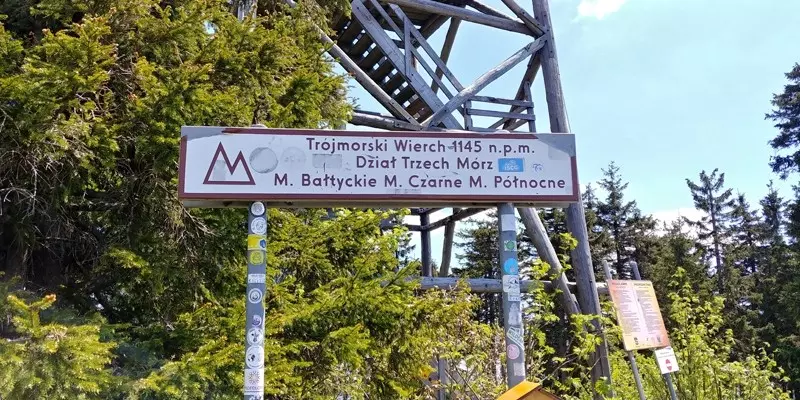 Trójmorski Wierch 1145 n.p.m.
Dział Trzech Mórz
M. Bałtyckie M. Czarne M. Północne